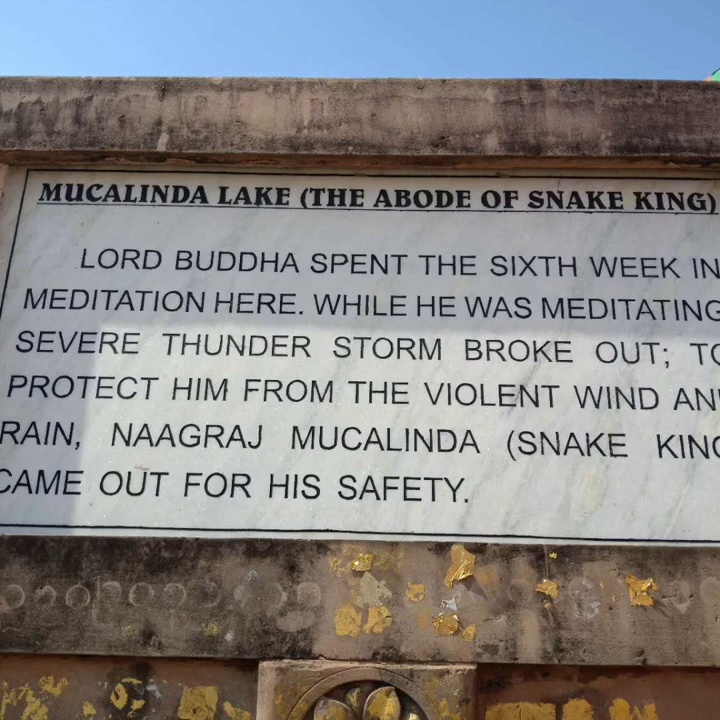 MUCALINDA LAKE (THE ABODE OF SNAKE KING)
LORD BUDDHA SPENT THE SIXTH WEEK IN
MEDITATION HERE. WHILE HE WAS MEDITATING
SEVERE THUNDER STORM BROKE OUT; TO
PROTECT HIM FROM THE VIOLENT WIND AND
RAIN, NAAGRAJ MUCALINDA (SNAKE KING
CAME OUT FOR HIS SAFETY.